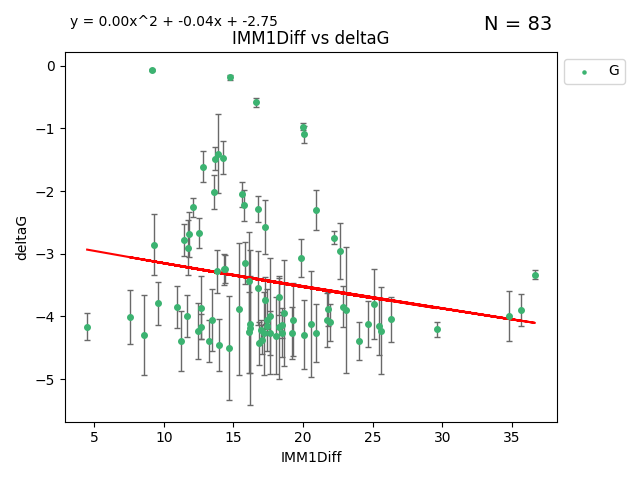 y = 0.00x^2 + -0.04x + -2.75
N = 83
IMM1Diff vs deltaG
G
deltaG
0
−1
−2
−3
−4
−5
5
10
15
20
25
30
35
IMM1Diff